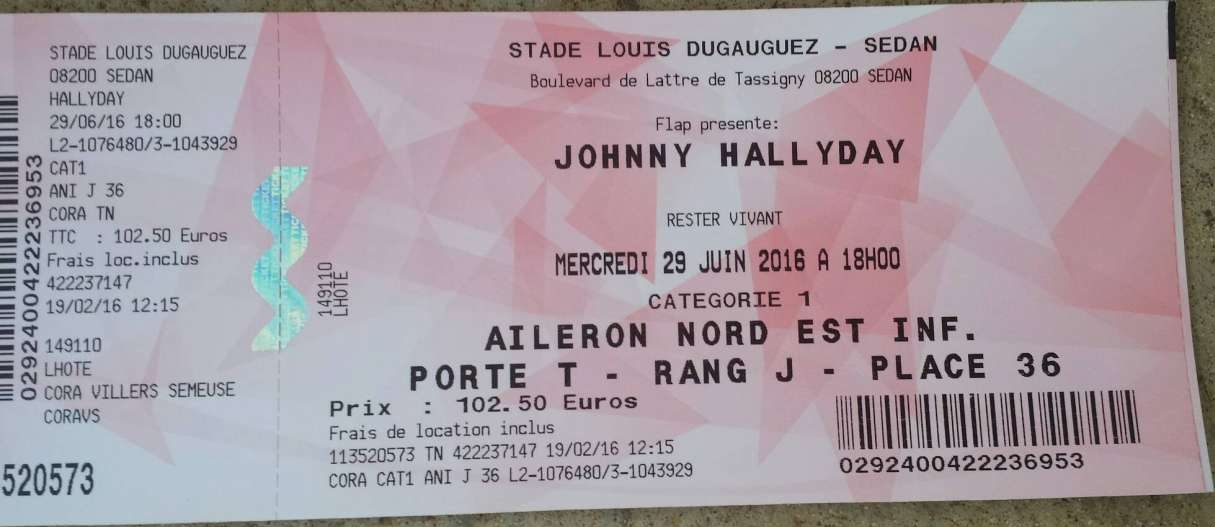 STADE LOUIS DUGAUGUEZ
08200 SEDAN
HALLYDAY
29/06/16 18:00
L2-1076480/3-1043929
CAT1
ANI J 36
CORA TN
TTC : 102.50 Euros
Frais loc.inclus
422237147
19/02/16 12:15
149110
LHOTE
CORA VILLERS SEMEUSE
CORAVS
0292400422236953
520573
149110
LHOTE
STADE LOUIS DUGAUGUEZ - SEDAN
Boulevard de Lattre de Tassigny 08200 SEDAN
Flap presente:
JOHNNY HALLYDAY
RESTER VIVANT
MERCREDI 29 JUIN 2016 A 18H00
CATEGORIE 1
AILERON NORD EST INF.
PORTE T - RANG J - PLACE 36
Prix : 102.50 Euros
Frais de location inclus
113520573 TN 422237147 19/02/16 12:15
CORA CAT1 ANI J 36 L2-1076480/3-1043929
0292400422236953